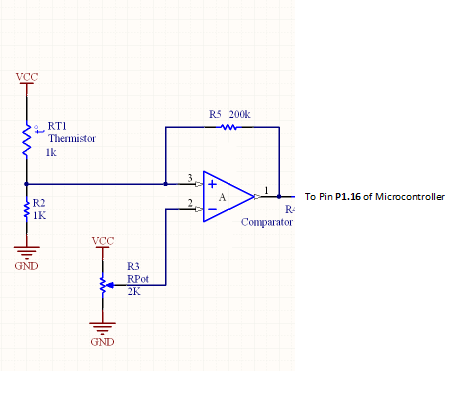 VCC
RT1
Thermistor
1k
t
R5 200k
3
+
2
A
1
To Pin P1.16 of Microcontroller
R2
1K
Comparator
GND
VCC
R3
RPot
2K
GND